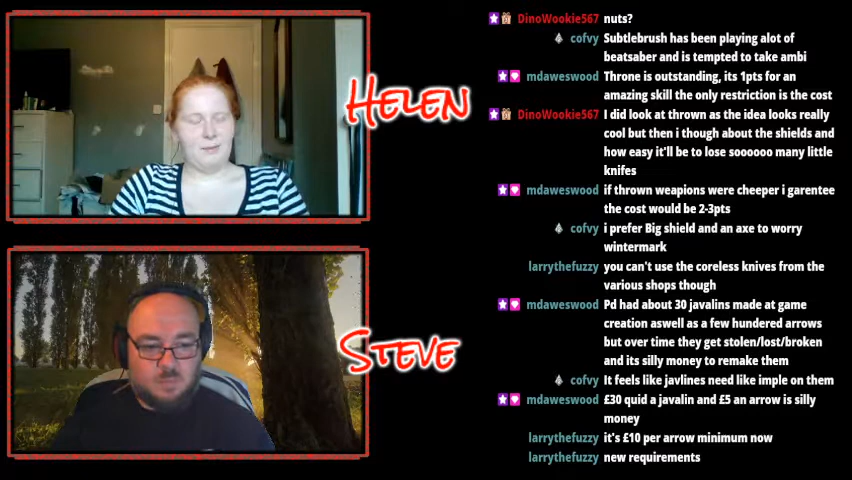 HELEN
STEVE
DinoWookie567 nuts?
cofvy Subtlebrush has been playing alot of
beatsaber and is tempted to take ambi
mdaweswood Throne is outstanding, its 1pts for an
amazing skill the only restriction is the cost
DinoWookie567 I did look at thrown as the idea looks really
cool but then i though about the shields and
how easy it'll be to lose soooooo many little
knifes
mdaweswood if thrown weapions were cheeper i garentee
the cost would be 2-3pts
cofvy i prefer Big shield and an axe to worry
wintermark
larrythefuzzy you can't use the coreless knives from the
various shops though
mdaweswood Pd had about 30 javalins made at game
creation aswell as a few hundered arrows
but over time they get stolen/lost/broken
and its silly money to remake them
cofvy It feels like javlines need like imple on them
mdaweswood £30 quid a javalin and £5 an arrow is silly
money
larrythefuzzy it's £10 per arrow minimum now
larrythefuzzy new requirements